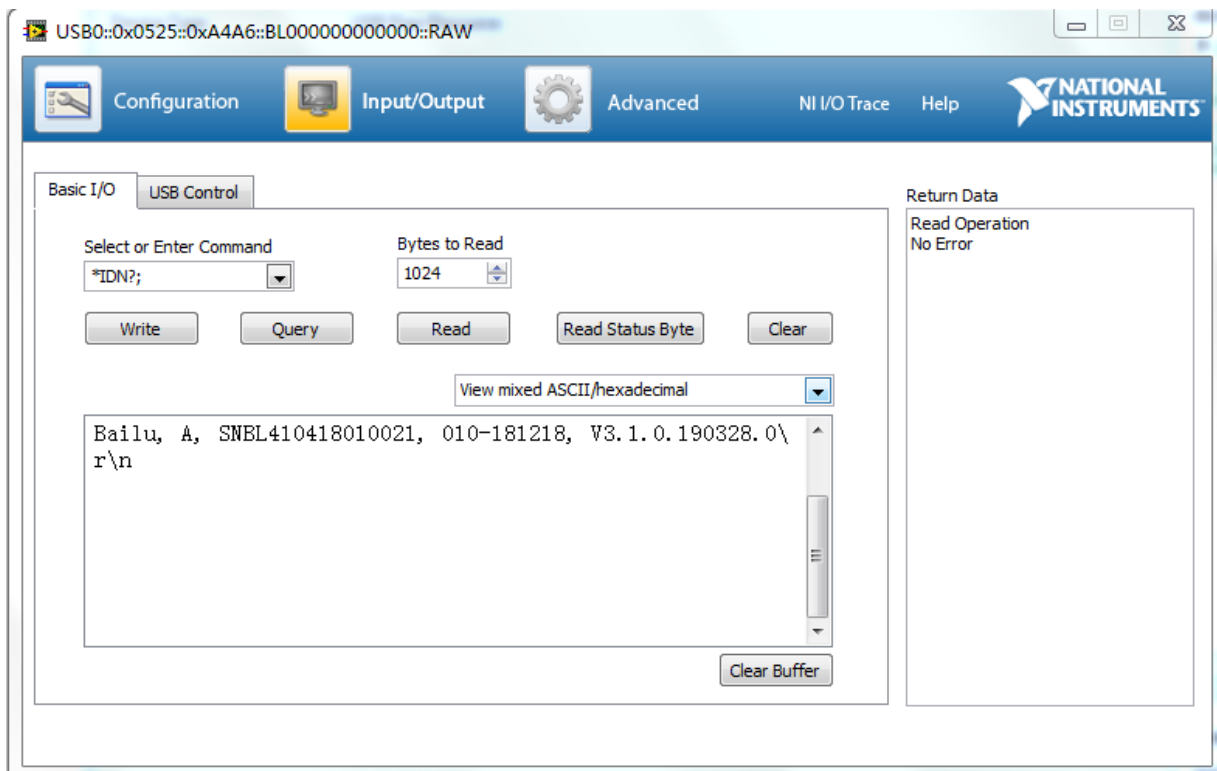 USB0::0x0525::0xA4A6::BL000000000000::RAW
Configuration
Input/Output
Advanced
NI I/O Trace
Help
NATIONAL
INSTRUMENTS
Basic I/O
USB Control
Return Data
Read Operation
No Error
Select or Enter Command
Bytes to Read
*IDN?;
1024
Write
Query
Read
Read Status Byte
Clear
View mixed ASCII/hexadecimal
Bailu, A, SNBL410418010021, 010-181218, V3.1.0.190328.0\
r\n
Clear Buffer